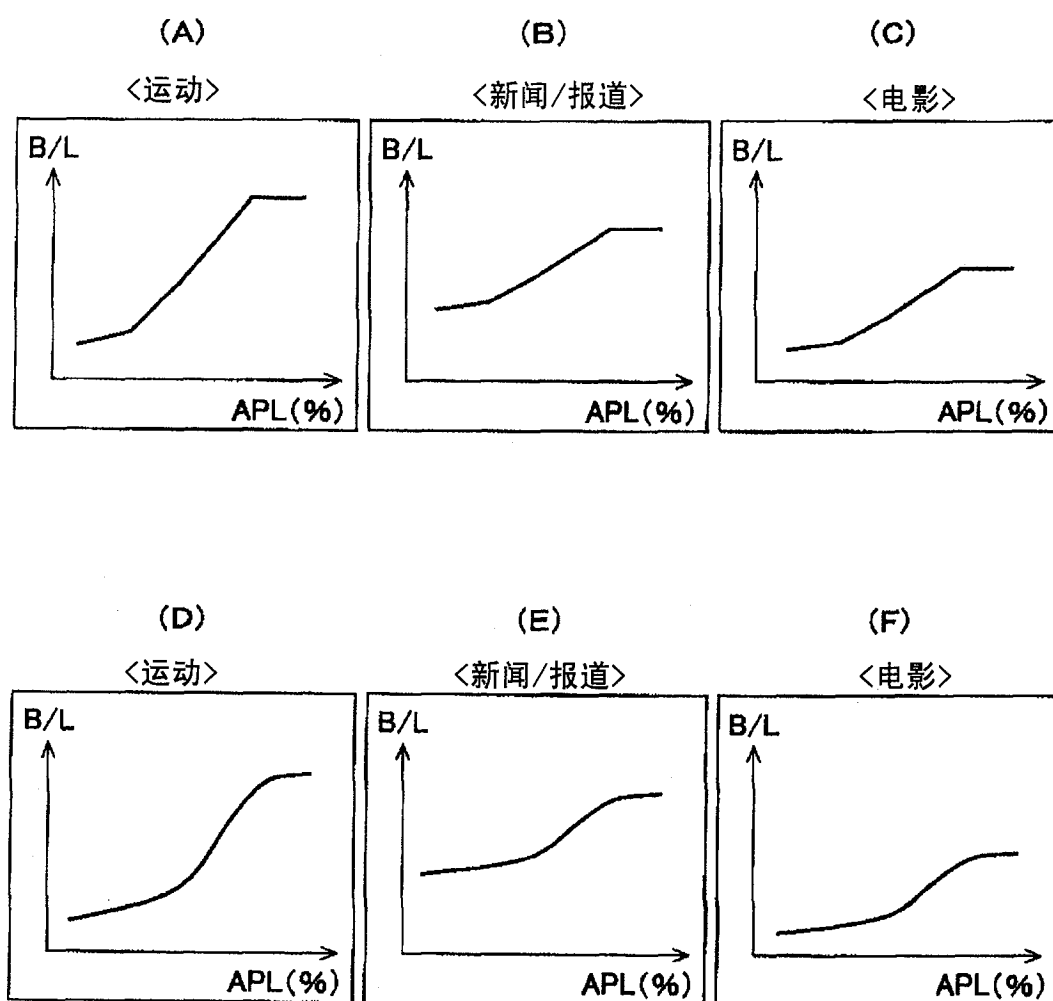 (A)
<运动>
B/L
APL(%)
(B)
<新闻/报道>
B/L
APL(%)
(C)
<电影>
B/L
APL(%)
(D)
<运动>
B/L
APL(%)
(E)
<新闻/报道>
B/L
APL(%)
(F)
<电影>
B/L
APL(%)